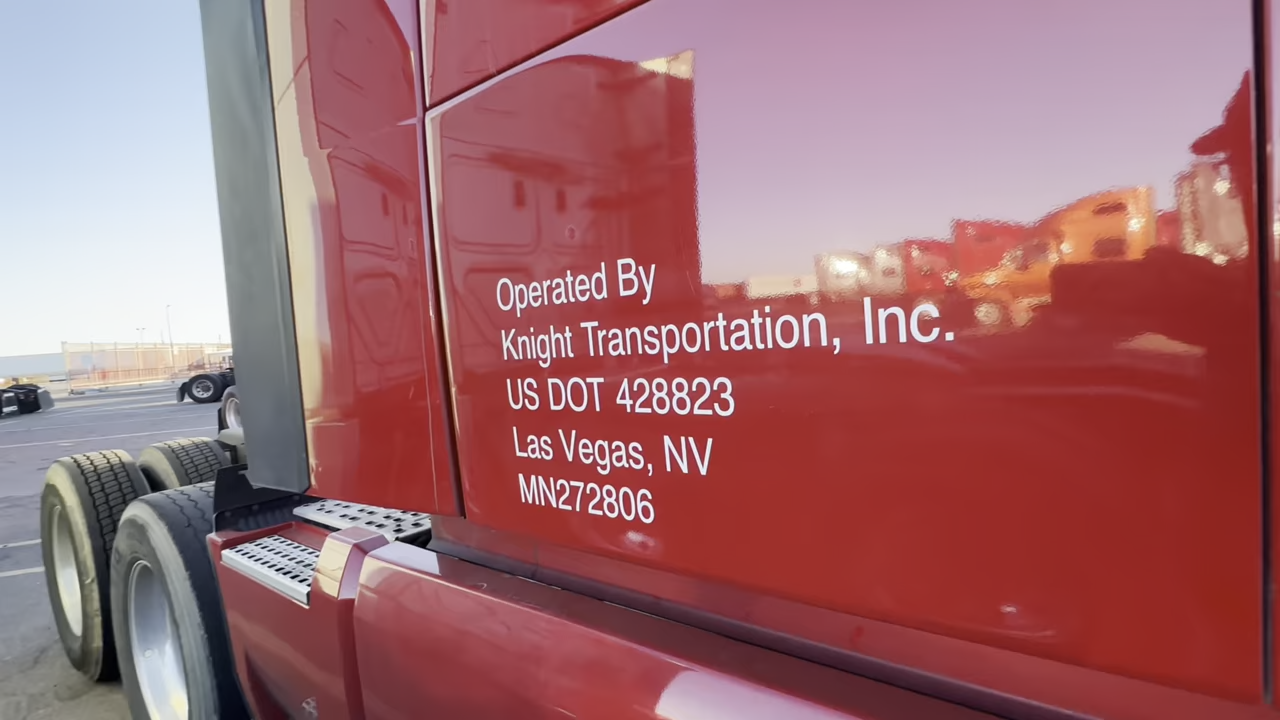 Operated By
Knight Transportation, Inc.
US DOT 428823
Las Vegas, NV
MN272806